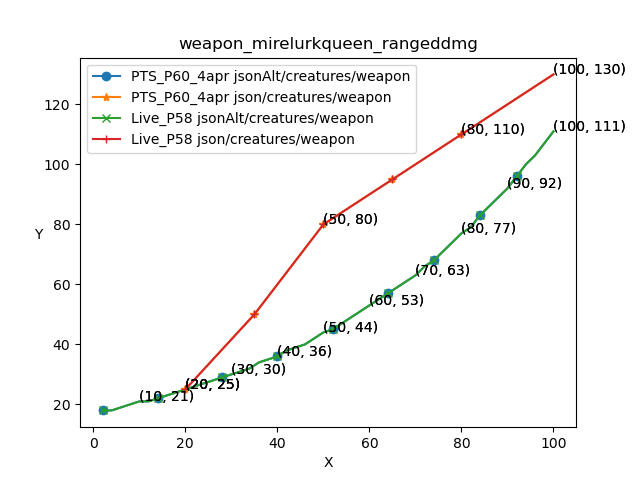 weapon_mirelurkqueen_rangeddmg
PTS_P60_4apr jsonAlt/creatures/weapon
PTS_P60_4apr json/creatures/weapon
Live_P58 jsonAlt/creatures/weapon
Live_P58 json/creatures/weapon
(100, 130)
(80, 110)
(100, 111)
(90, 92)
(50, 80)
(80, 77)
(70, 63)
(60, 53)
(50, 44)
(40, 36)
(30, 30)
(20, 25)
(10, 21)
120
100
80
60
40
20
Y
0 20 40 60 80 100
X